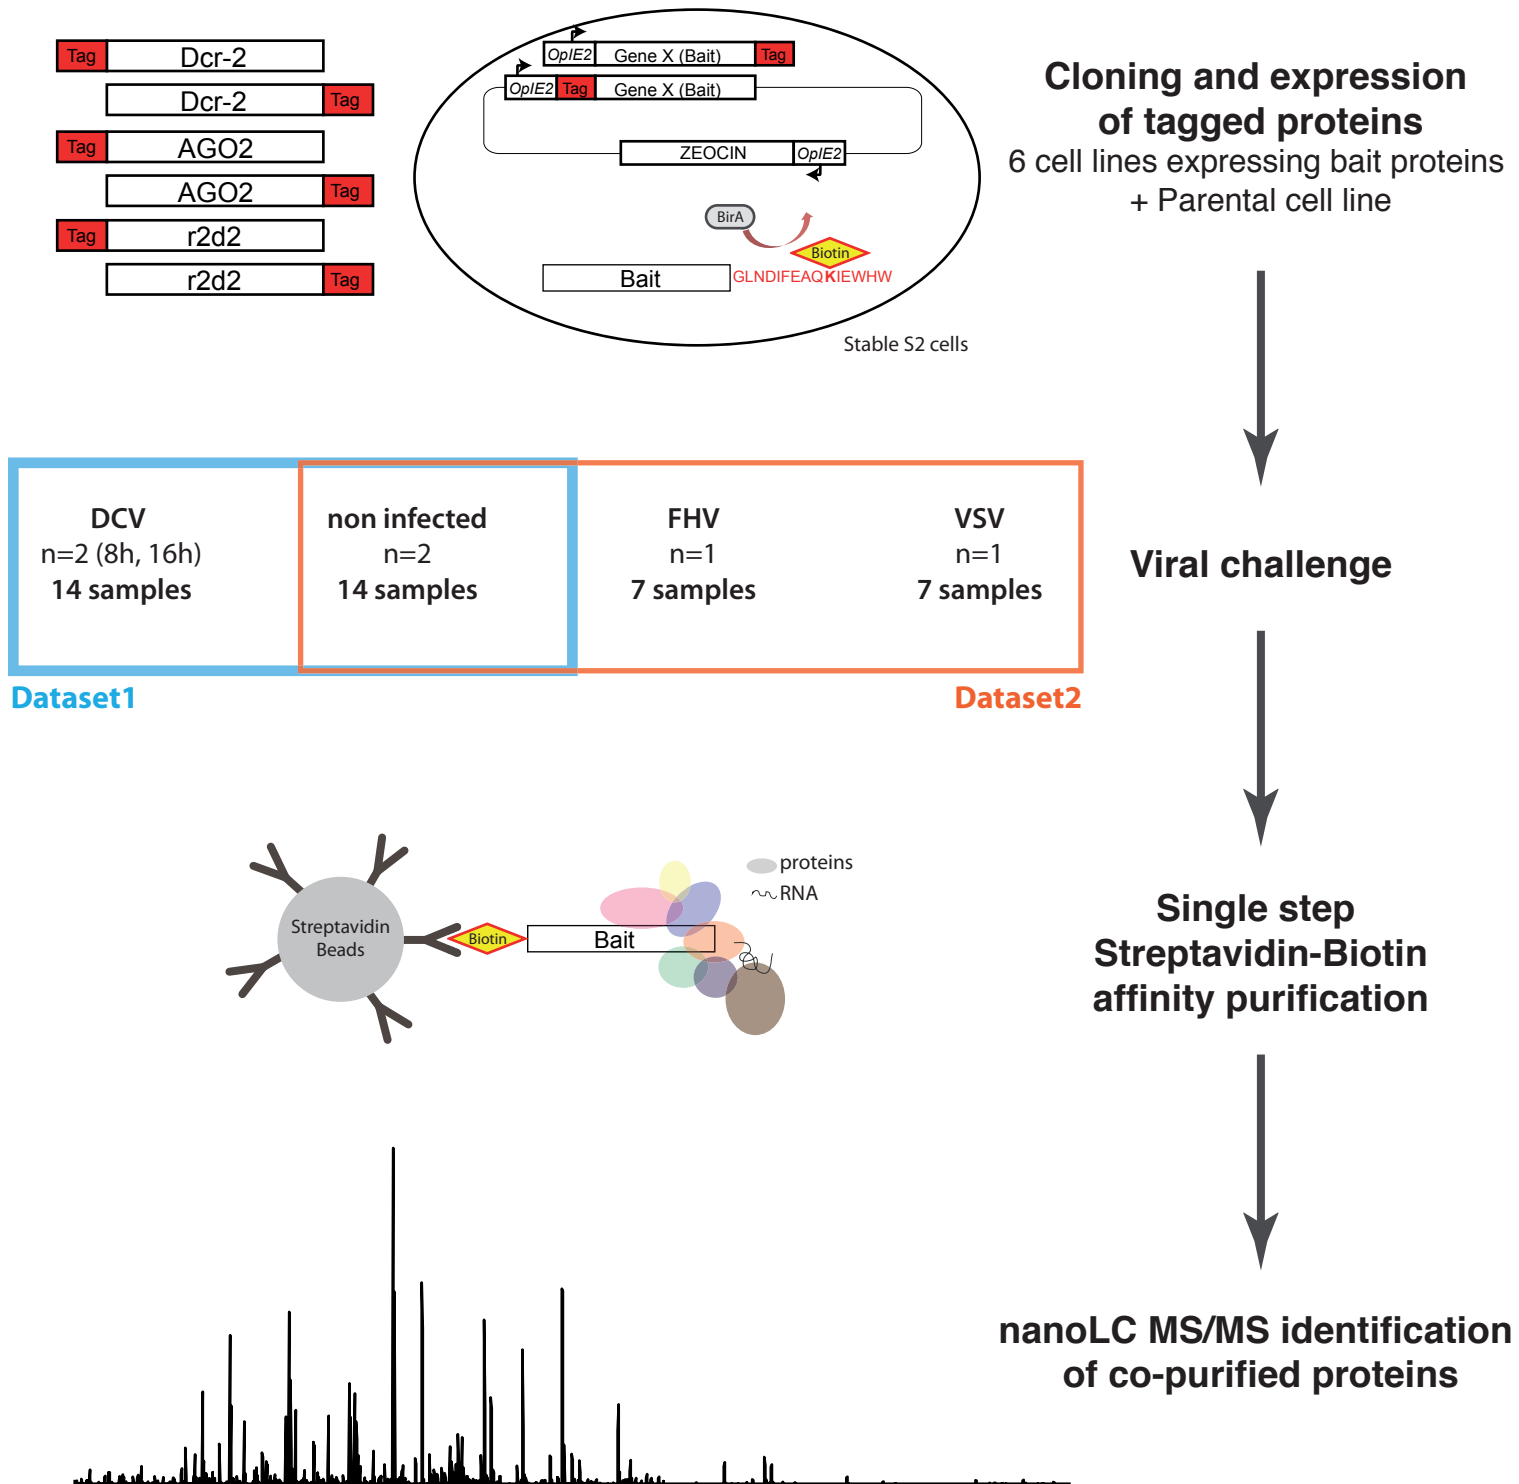 Tag Dcr-2
Dcr-2 Tag
Tag AGO2
AGO2 Tag
Tag r2d2
r2d2 Tag
OpIE2 Gene X (Bait) Tag
OpIE2 Tag Gene X (Bait)
ZEOCIN OpIE2
BirA
Biotin
Bait GLNDIFEAQKIEWHW
Stable S2 cells
Cloning and expression
of tagged proteins
6 cell lines expressing bait proteins
+ Parental cell line
DCV
n=2 (8h, 16h)
14 samples
non infected
n=2
14 samples
FHV
n=1
7 samples
VSV
n=1
7 samples
Dataset1
Dataset2
Viral challenge
Streptavidin
Beads
Biotin
Bait
proteins
RNA
Single step
Streptavidin-Biotin
affinity purification
nanoLC MS/MS identification
of co-purified proteins